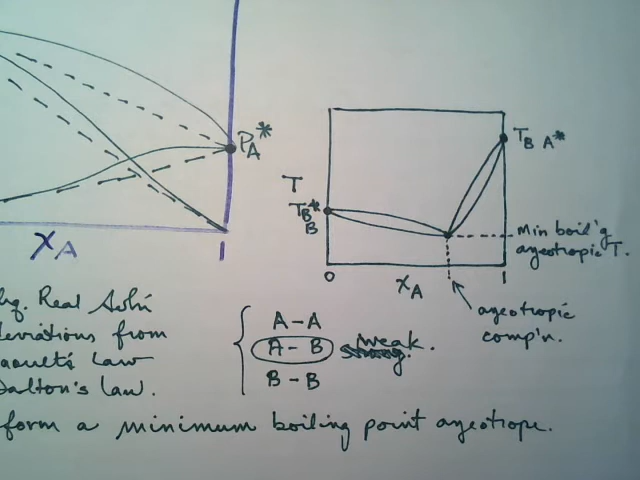 P_A*
X_A
1
T
T_B A*
T_B*
B
Min boil'g
azeotropic T.
0
X_A
1
azeotropic
comp'n.
Real Sol'n
deviations from
Raoult's Law
Dalton's law.
A - A
A - B weak.
B - B
form a minimum boiling point azeotrope.